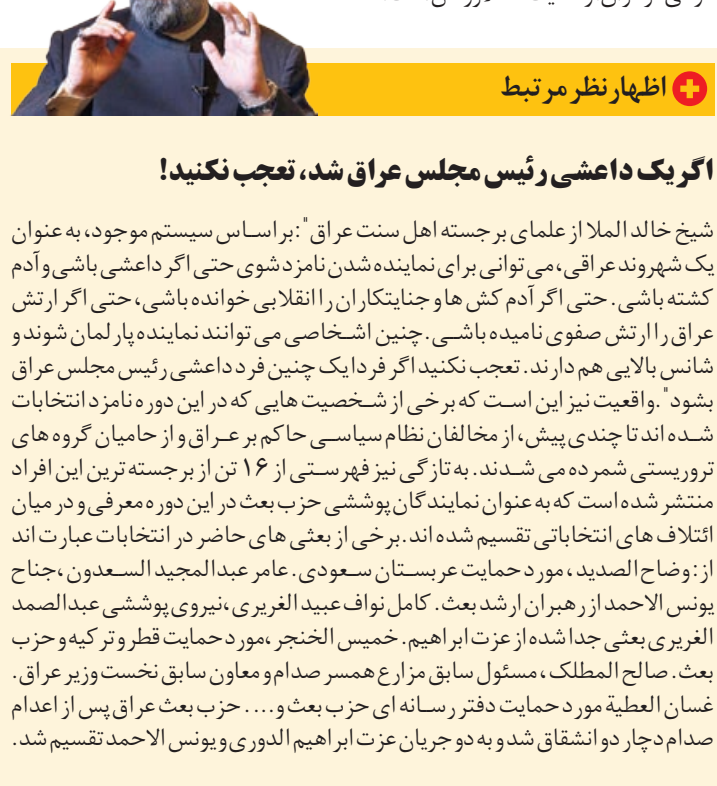 اظهار نظر مرتبط
اگر یک داعشی رئیس مجلس عراق شد، تعجب نکنید!
شیخ خالد الملا از علمای برجسته اهل سنت عراق": بر اساس سیستم موجود، به عنوان
یک شهروند عراقی، می توانی برای نماینده شدن نامزد شوی حتی اگر داعشی باشی و آدم
کشته باشی. حتی اگر آدم کش ها و جنایتکاران را انقلابی خوانده باشی، حتی اگر ارتش
عراق را ارتش صفوی نامیده باشی. چنین اشخاصی می توانند نماینده پارلمان شوند و
شانس بالایی هم دارند. تعجب نکنید اگر فردا یک چنین فرد داعشی رئیس مجلس عراق
بشود". واقعیت نیز این است که برخی از شخصیت هایی که در این دوره نامزد انتخابات
شده اند تا چندی پیش، از مخالفان نظام سیاسی حاکم بر عراق و از حامیان گروه های
تروریستی شمرده می شدند. به تازگی نیز فهرستی از ۱۶ تن از برجسته ترین این افراد
منتشر شده است که به عنوان نمایندگان پوششی حزب بعث در این دوره معرفی و در میان
ائتلاف های انتخاباتی تقسیم شده اند. برخی از بعثی های حاضر در انتخابات عبارت اند
از: وضاح الصدید، مورد حمایت عربستان سعودی. عامر عبدالمجید السعدون، جناح
یونس الاحمد از رهبران ارشد بعث. کامل نواف عبید الغریری، نیروی پوششی عبدالصمد
الغریری بعثی جدا شده از عزت ابراهیم. خمیس الخنجر، مورد حمایت قطر و ترکیه و حزب
بعث. صالح المطلک، مسئول سابق مزارع همسر صدام و معاون سابق نخست وزیر عراق.
غسان العطیة مورد حمایت دفتر رسانه ای حزب بعث و.... حزب بعث عراق پس از اعدام
صدام دچار دو انشقاق شد و به دو جریان عزت ابراهیم الدوری و یونس الاحمد تقسیم شد.